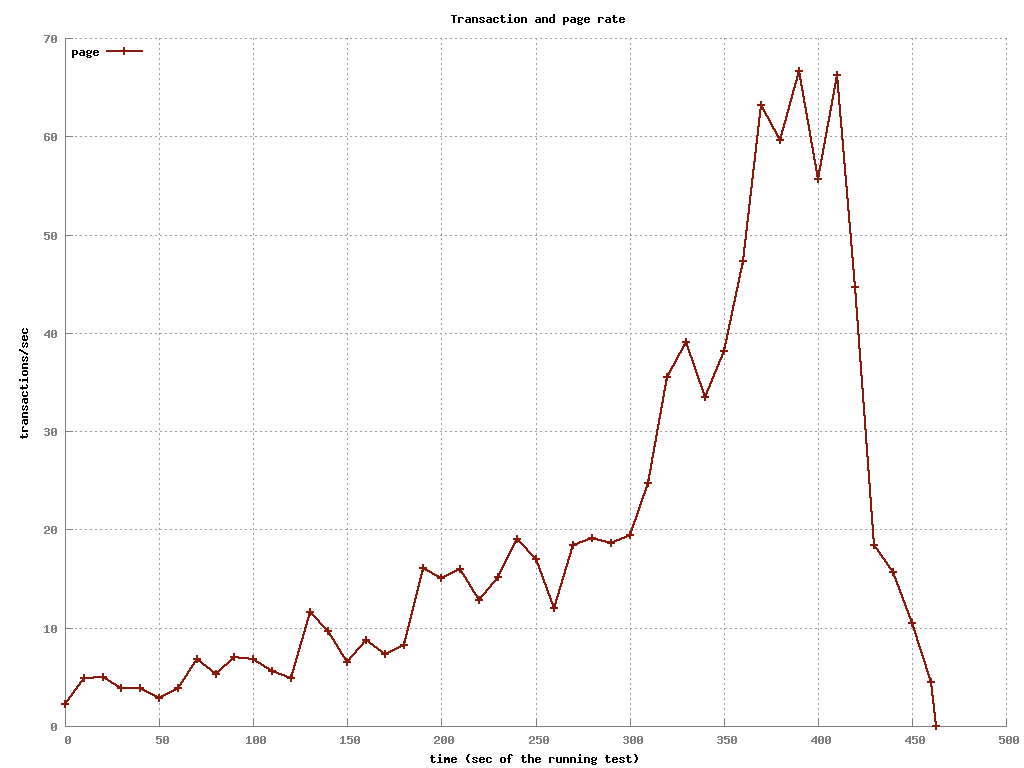 Transaction and page rate
page
70
60
50
40
30
20
10
0
transactions/sec
0 50 100 150 200 250 300 350 400 450 500
time (sec of the running test)